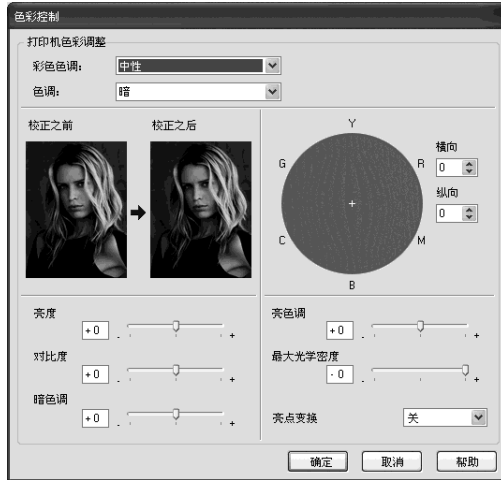 色彩控制
打印机色彩调整
彩色色调: 中性
色调: 暗
校正之前 校正之后
Y
G R
C M
B
横向
0
纵向
0
亮度
+0 - +
对比度
+0 - +
暗色调
+0 - +
亮色调
+0 - +
最大光学密度
-0 - +
亮点变换 关
确定 取消 帮助